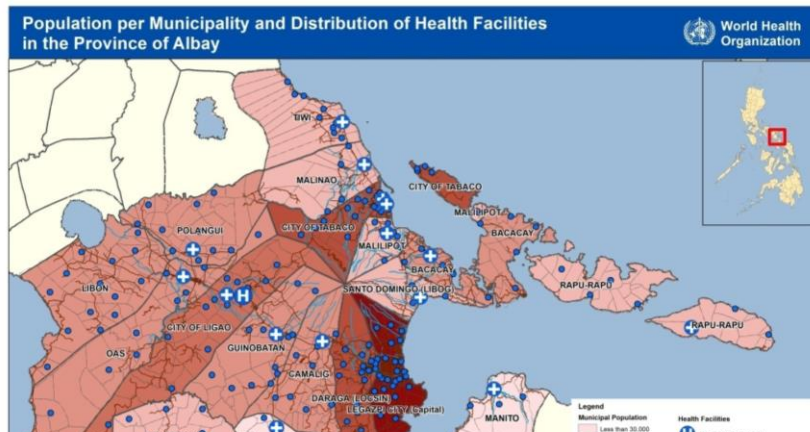 Population per Municipality and Distribution of Health Facilities
in the Province of Albay
World Health
Organization
TIWI
MALINAO
CITY OF TABACO
MALILIPOT
POLANGUI
CITY OF TABACO
MALILIPOT
BACACAY
BACACAY
LIBON
SANTO DOMINGO (LIBOG)
RAPU-RAPU
H
CITY OF LIGAO
RAPU-RAPU
OAS
GUINOBATAN
CAMALIG
DARAGA (LOCSIN)
LEGAZPI CITY (Capital)
MANITO
Legend
Municipal Population
Health Facilities
Less than 30,000
H